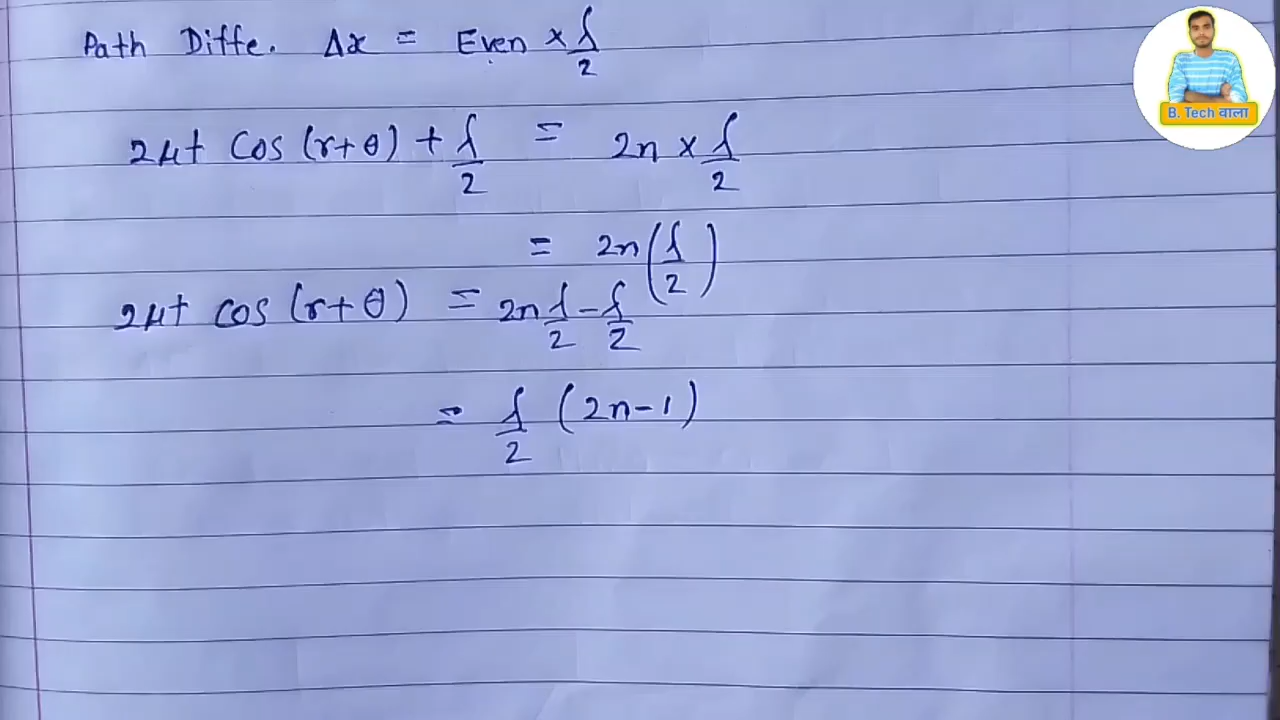 Path Diffe. Δx = Even × λ/2
B. Tech वाला
2μt cos (r+θ) + λ/2 = 2n × λ/2
= 2n(λ/2)
2μt cos (r+θ) = 2n λ/2 - λ/2
= λ/2 (2n-1)